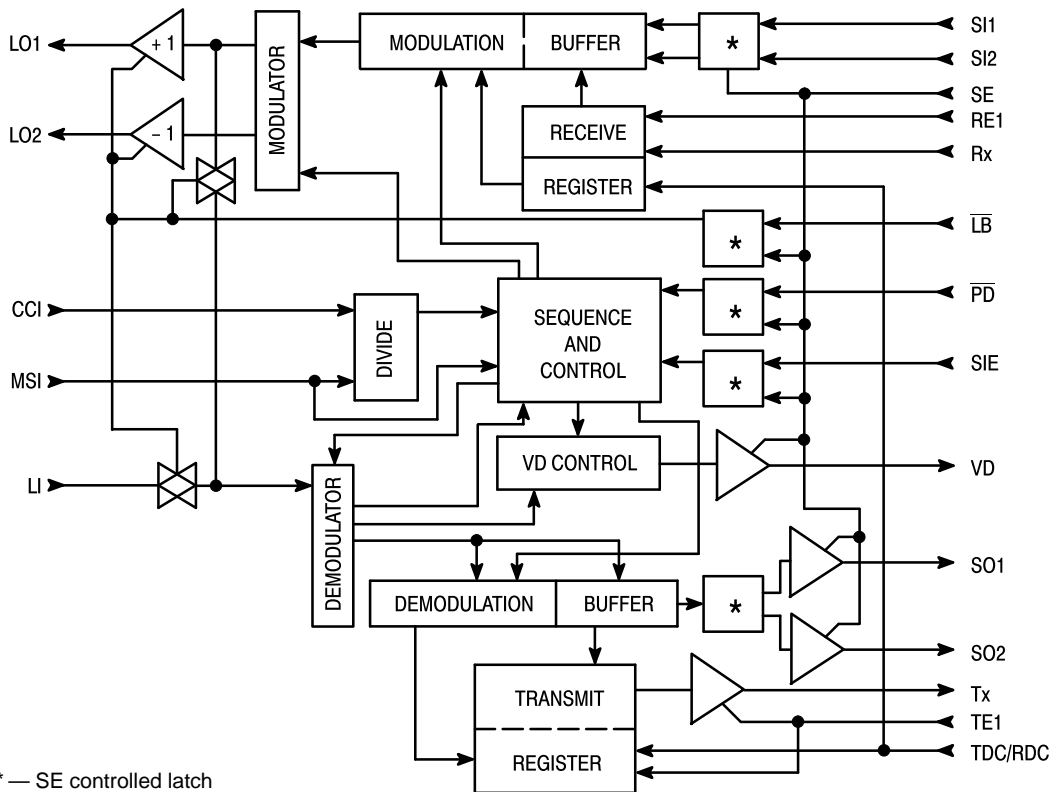 LO1
+ 1
MODULATOR
MODULATION
BUFFER
*
SI1
SI2
SE
LO2
– 1
RECEIVE
REGISTER
RE1
Rx
*
L̅B̅
CCI
DIVIDE
SEQUENCE
AND
CONTROL
*
P̅D̅
MSI
*
SIE
LI
DEMODULATOR
VD CONTROL
VD
DEMODULATION
BUFFER
*
SO1
SO2
TRANSMIT
REGISTER
Tx
TE1
TDC/RDC
* — SE controlled latch